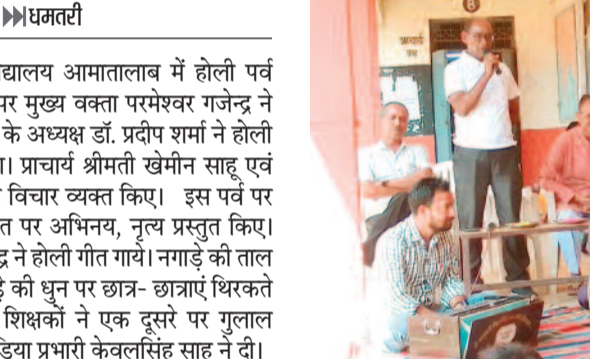 धमतरी
द्यालय आमातालाब में होली पर्व
पर मुख्य वक्ता परमेश्वर गजेन्द्र ने
के अध्यक्ष डॉ. प्रदीप शर्मा ने होली
प्राचार्य श्रीमती खेमीन साहू एवं
विचार व्यक्त किए। इस पर्व पर
त पर अभिनय, नृत्य प्रस्तुत किए।
द्र ने होली गीत गाये। नगाड़े की ताल
की धुन पर छात्र- छात्राएं थिरकते
शिक्षकों ने एक दूसरे पर गुलाल
डिया प्रभारी केवलसिंह साहू ने दी।
प्राचार्य